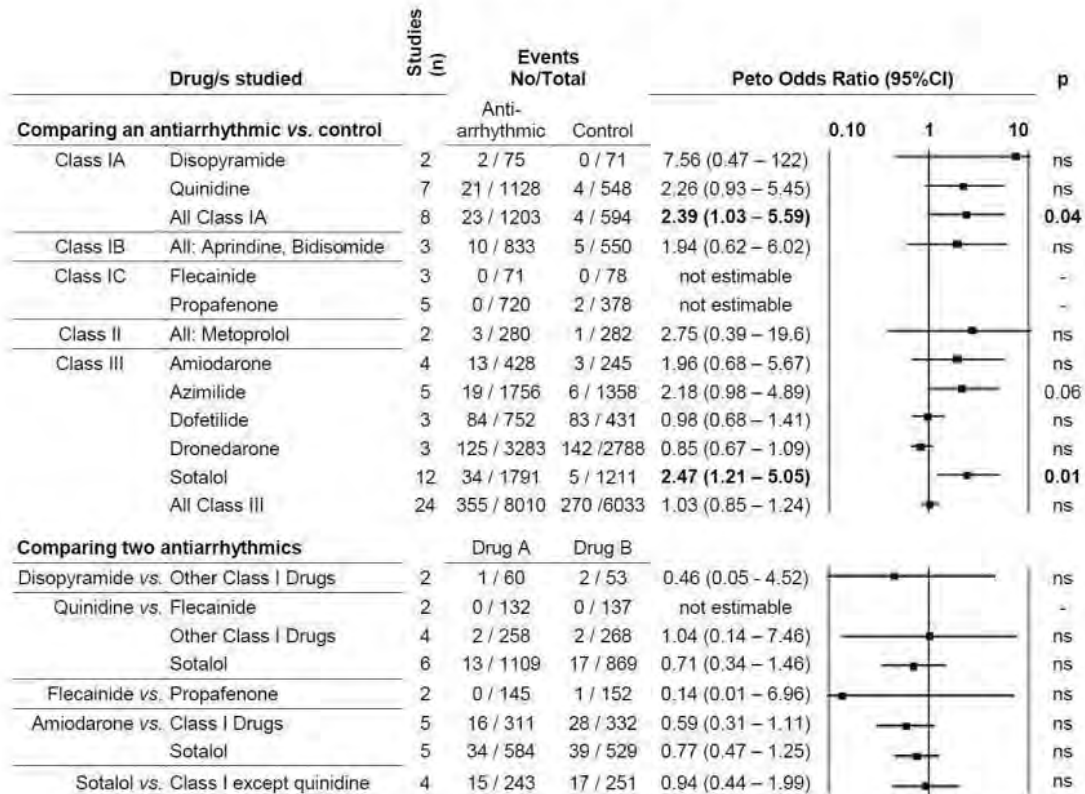 Drug/s studied Studies (n) Events No/Total Peto Odds Ratio (95%CI) p
Comparing an antiarrhythmic vs. control Anti-arrhythmic Control 0.10 1 10
Class IA Disopyramide 2 2 / 75 0 / 71 7.56 (0.47 – 122) ns
Quinidine 7 21 / 1128 4 / 548 2.26 (0.93 – 5.45) ns
All Class IA 8 23 / 1203 4 / 594 2.39 (1.03 – 5.59) 0.04
Class IB All: Aprindine, Bidisomide 3 10 / 833 5 / 550 1.94 (0.62 – 6.02) ns
Class IC Flecainide 3 0 / 71 0 / 78 not estimable -
Propafenone 5 0 / 720 2 / 378 not estimable -
Class II All: Metoprolol 2 3 / 280 1 / 282 2.75 (0.39 – 19.6) ns
Class III Amiodarone 4 13 / 428 3 / 245 1.96 (0.68 – 5.67) ns
Azimilide 5 19 / 1756 6 / 1358 2.18 (0.98 – 4.89) 0.06
Dofetilide 3 84 / 752 83 / 431 0.98 (0.68 – 1.41) ns
Dronedarone 3 125 / 3283 142 /2788 0.85 (0.67 – 1.09) ns
Sotalol 12 34 / 1791 5 / 1211 2.47 (1.21 – 5.05) 0.01
All Class III 24 355 / 8010 270 /6033 1.03 (0.85 – 1.24) ns
Comparing two antiarrhythmics Drug A Drug B
Disopyramide vs. Other Class I Drugs 2 1 / 60 2 / 53 0.46 (0.05 - 4.52) ns
Quinidine vs. Flecainide 2 0 / 132 0 / 137 not estimable -
Other Class I Drugs 4 2 / 258 2 / 268 1.04 (0.14 – 7.46) ns
Sotalol 6 13 / 1109 17 / 869 0.71 (0.34 – 1.46) ns
Flecainide vs. Propafenone 2 0 / 145 1 / 152 0.14 (0.01 – 6.96) ns
Amiodarone vs. Class I Drugs 5 16 / 311 28 / 332 0.59 (0.31 – 1.11) ns
Sotalol 5 34 / 584 39 / 529 0.77 (0.47 – 1.25) ns
Sotalol vs. Class I except quinidine 4 15 / 243 17 / 251 0.94 (0.44 – 1.99) ns